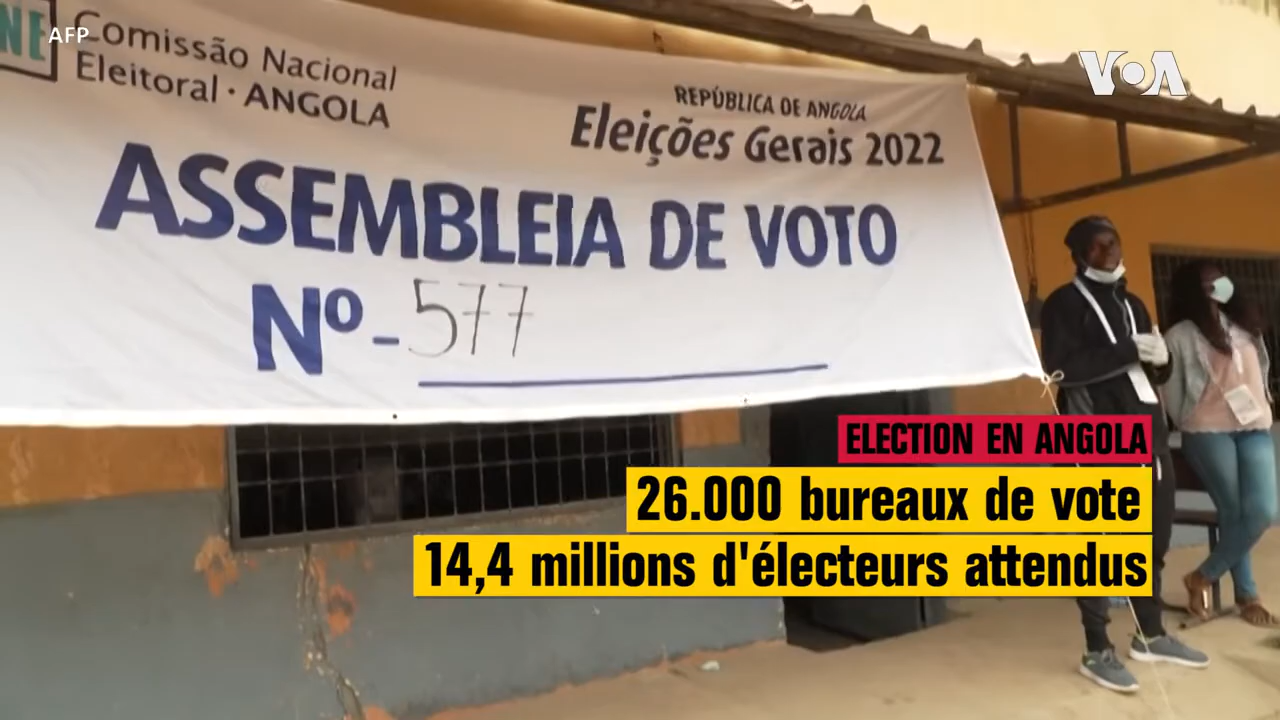 AFP
VOA
NE
Comissão Nacional
Eleitoral · ANGOLA
REPÚBLICA DE ANGOLA
Eleições Gerais 2022
ASSEMBLEIA DE VOTO
Nº - 577
ELECTION EN ANGOLA
26.000 bureaux de vote
14,4 millions d'électeurs attendus